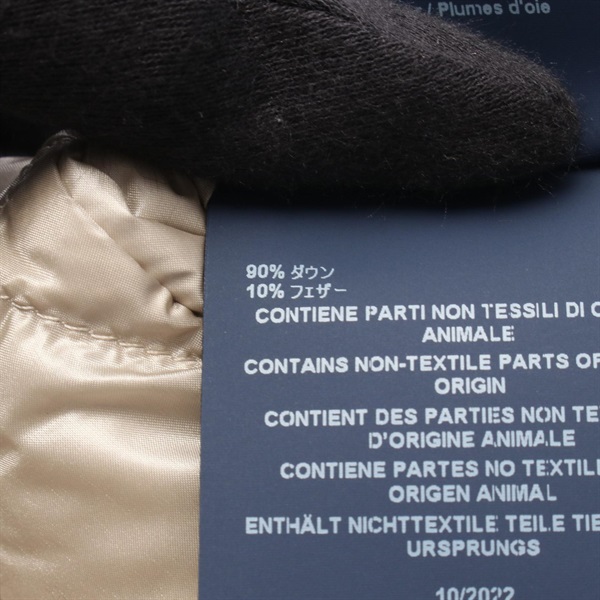 / Plumes d'oie
90% ダウン
10% フェザー
CONTIENE PARTI NON TESSILI DI
ANIMALE
CONTAINS NON-TEXTILE PARTS OF
ORIGIN
CONTIENT DES PARTIES NON TE
D'ORIGINE ANIMALE
CONTIENE PARTES NO TEXTIL
ORIGEN ANIMAL
ENTHÄLT NICHTTEXTILE TEILE TIE
URSPRUNGS
10/2022